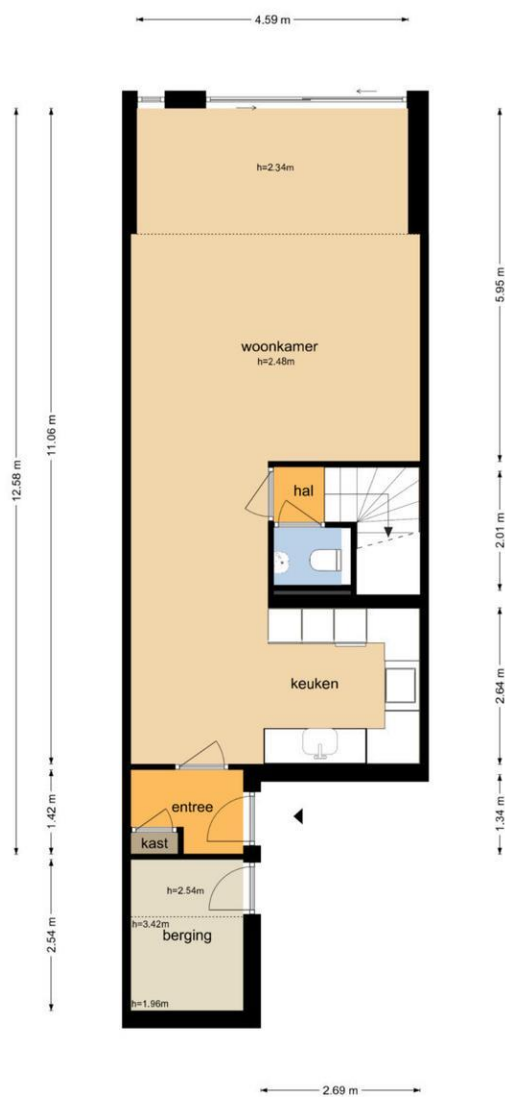 4.59 m
h=2.34m
5.95 m
woonkamer
h=2.48m
11.06 m
12.58 m
hal
2.01 m
2.64 m
keuken
1.42 m
entree
1.34 m
kast
h=2.54m
h=3.42m
berging
2.54 m
h=1.96m
2.69 m